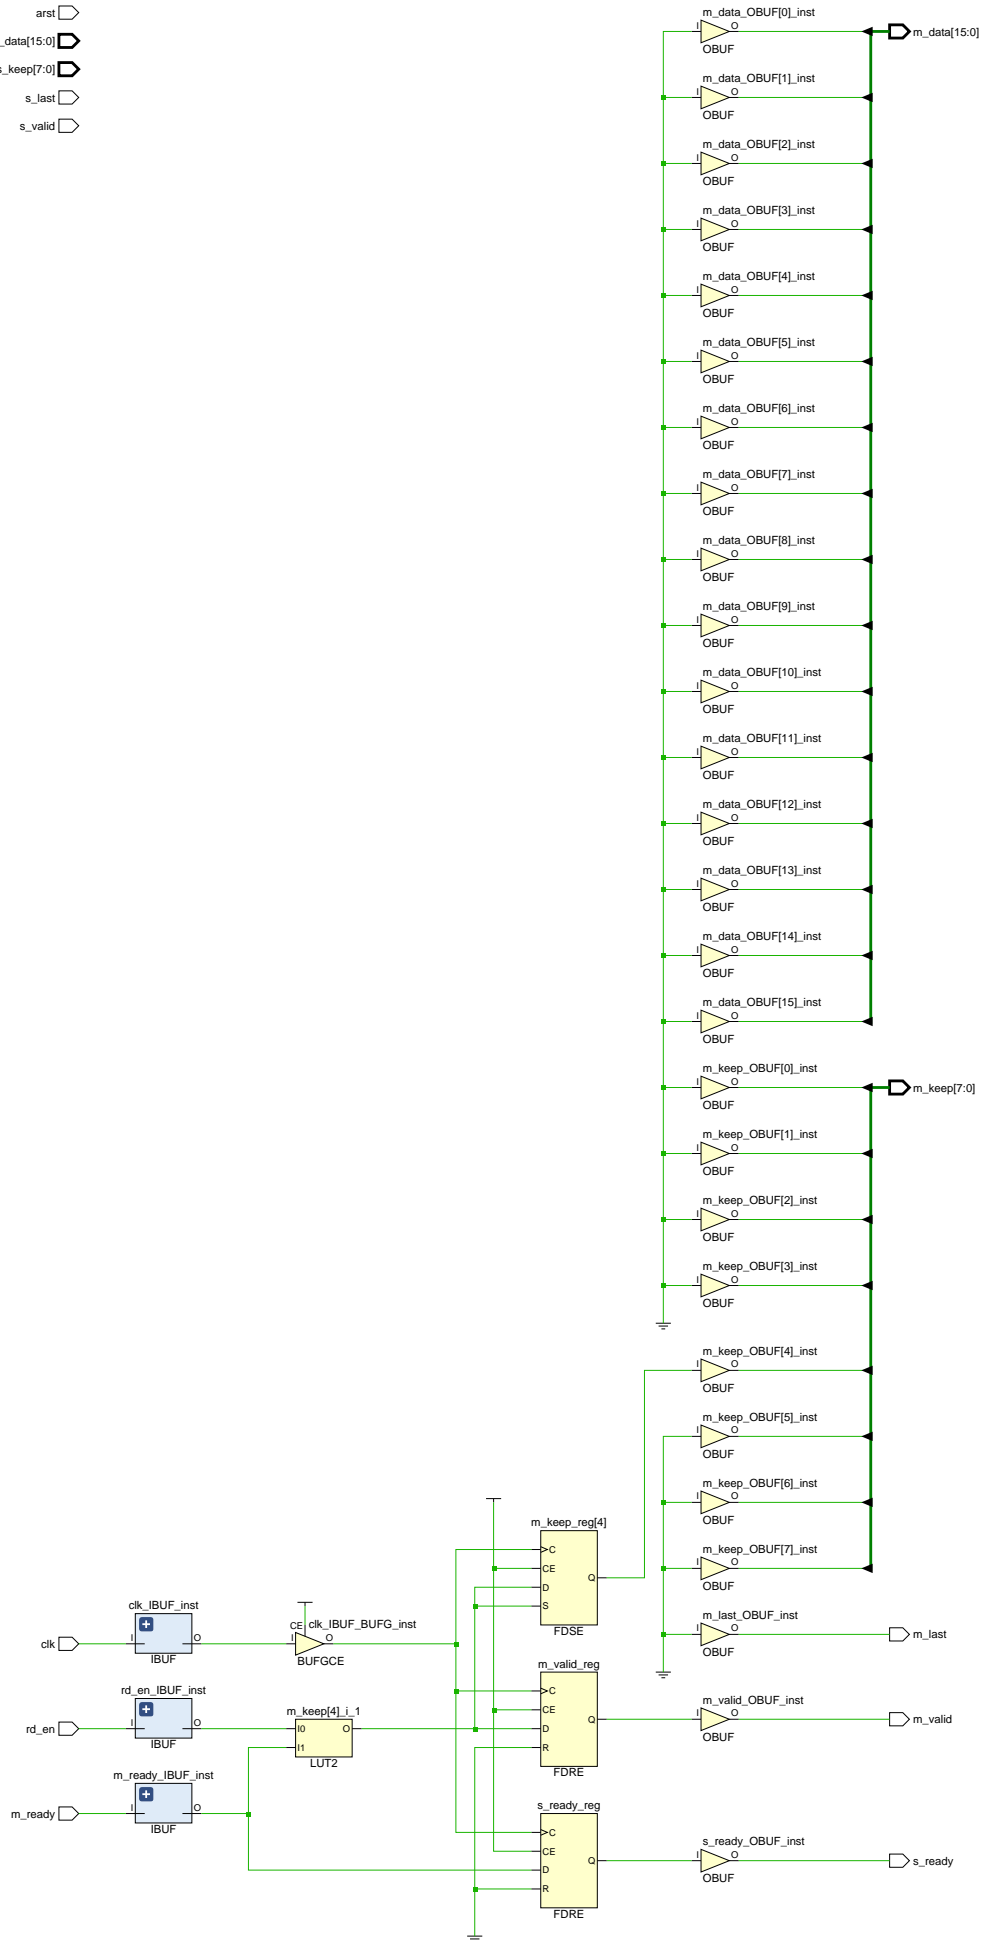 arst
_data[15:0]
s_keep[7:0]
s_last
s_valid
m_data_OBUF[0]_inst
I
O
OBUF
m_data[15:0]
m_data_OBUF[1]_inst
I
O
OBUF
m_data_OBUF[2]_inst
I
O
OBUF
m_data_OBUF[3]_inst
I
O
OBUF
m_data_OBUF[4]_inst
I
O
OBUF
m_data_OBUF[5]_inst
I
O
OBUF
m_data_OBUF[6]_inst
I
O
OBUF
m_data_OBUF[7]_inst
I
O
OBUF
m_data_OBUF[8]_inst
I
O
OBUF
m_data_OBUF[9]_inst
I
O
OBUF
m_data_OBUF[10]_inst
I
O
OBUF
m_data_OBUF[11]_inst
I
O
OBUF
m_data_OBUF[12]_inst
I
O
OBUF
m_data_OBUF[13]_inst
I
O
OBUF
m_data_OBUF[14]_inst
I
O
OBUF
m_data_OBUF[15]_inst
I
O
OBUF
m_keep_OBUF[0]_inst
I
O
OBUF
m_keep[7:0]
m_keep_OBUF[1]_inst
I
O
OBUF
m_keep_OBUF[2]_inst
I
O
OBUF
m_keep_OBUF[3]_inst
I
O
OBUF
m_keep_OBUF[4]_inst
I
O
OBUF
m_keep_OBUF[5]_inst
I
O
OBUF
m_keep_OBUF[6]_inst
I
O
OBUF
m_keep_OBUF[7]_inst
I
O
OBUF
m_keep_reg[4]
C
CE
D
S
Q
FDSE
clk
clk_IBUF_inst
I
O
IBUF
clk_IBUF_BUFG_inst
CE
I
O
BUFGCE
m_last_OBUF_inst
I
O
OBUF
m_last
rd_en
rd_en_IBUF_inst
I
O
IBUF
m_keep[4]_i_1
I0
I1
O
LUT2
m_valid_reg
C
CE
D
R
Q
FDRE
m_valid_OBUF_inst
I
O
OBUF
m_valid
m_ready
m_ready_IBUF_inst
I
O
IBUF
s_ready_reg
C
CE
D
R
Q
FDRE
s_ready_OBUF_inst
I
O
OBUF
s_ready